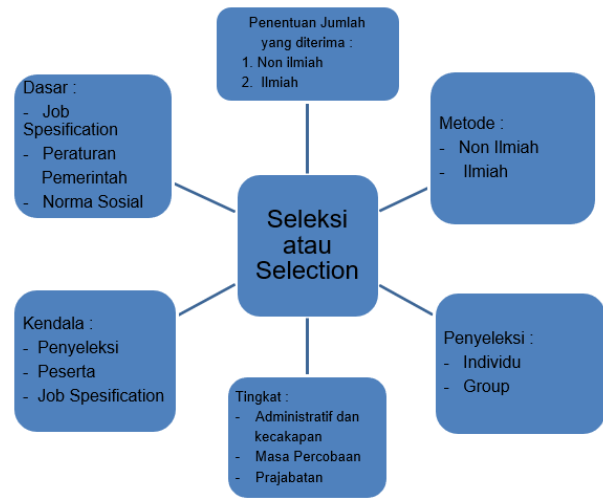 Penentuan Jumlah
yang diterima :
1. Non ilmiah
2. Ilmiah
Dasar :
- Job
Spesification
- Peraturan
Pemerintah
- Norma Sosial
Metode :
- Non Ilmiah
- Ilmiah
Seleksi
atau
Selection
Kendala :
- Penyeleksi
- Peserta
- Job Spesification
Penyeleksi :
- Individu
- Group
Tingkat :
- Administratif dan
kecakapan
- Masa Percobaan
- Prajabatan